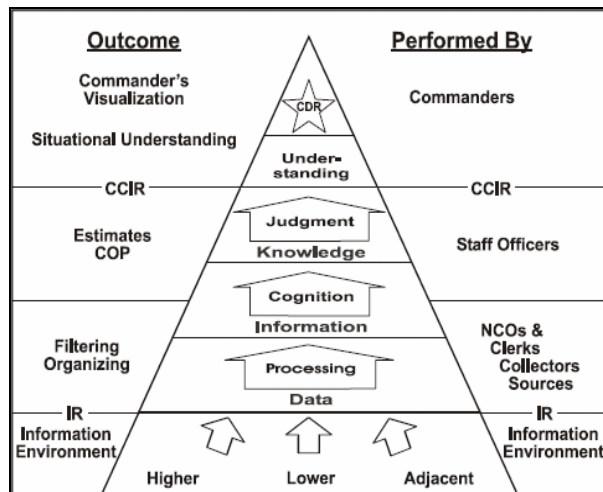 Outcome
Performed By
Commander's
Visualization
CDR
Commanders
Situational Understanding
Under-
standing
CCIR
CCIR
Judgment
Estimates
COP
Knowledge
Staff Officers
Cognition
Information
Filtering
Organizing
NCOs &
Clerks
Collectors
Sources
Processing
Data
IR
IR
Information
Environment
Information
Environment
Higher
Lower
Adjacent